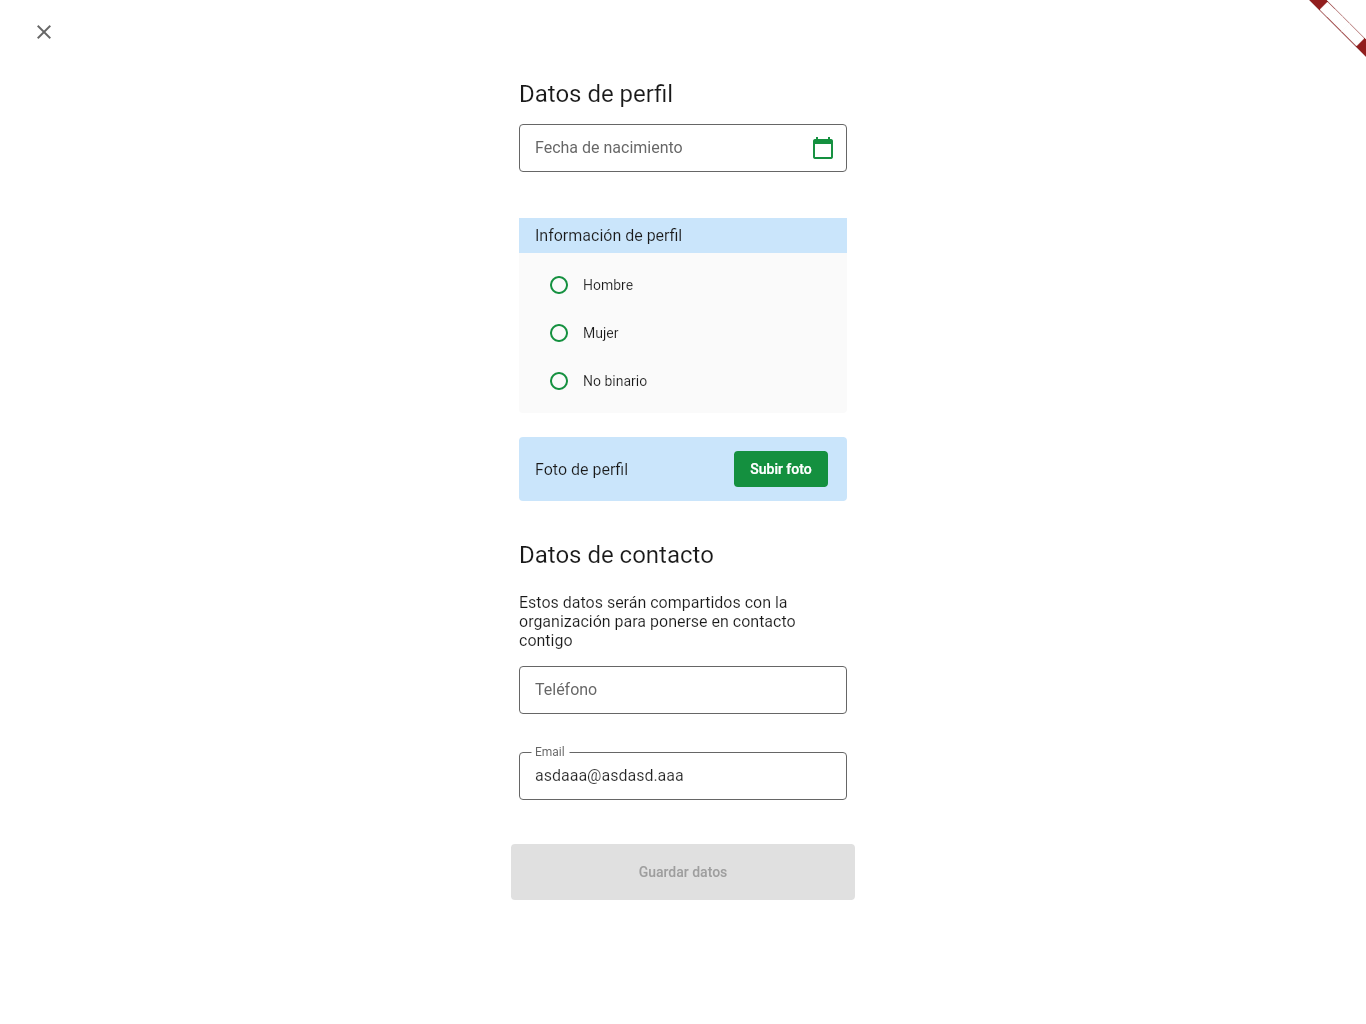 Datos de perfil
Fecha de nacimiento
Información de perfil
Hombre
Mujer
No binario
Foto de perfil
Subir foto
Datos de contacto
Estos datos serán compartidos con la
organización para ponerse en contacto
contigo
Teléfono
Email
asdaaa@asdasd.aaa
Guardar datos